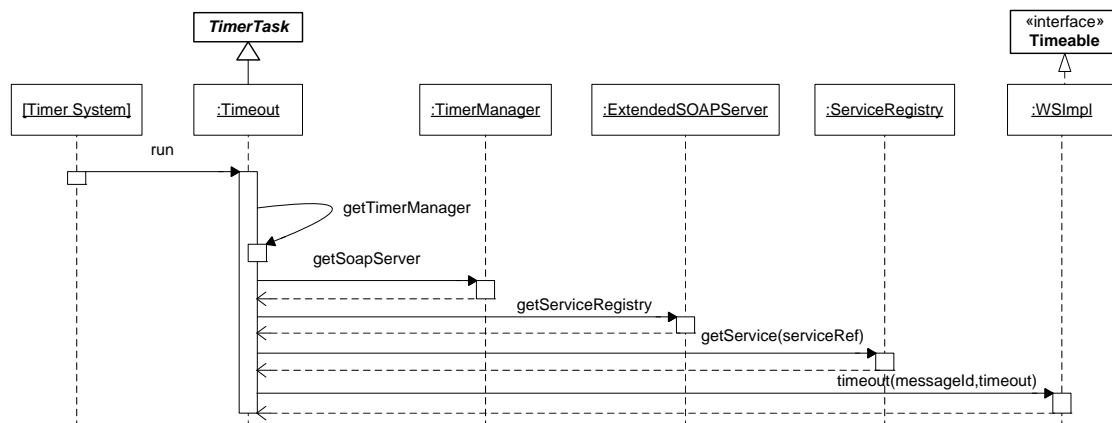 TimerTask
«interface»
Timeable
[Timer System]
:Timeout
:TimerManager
:ExtendedSOAPServer
:ServiceRegistry
:WSImpl
run
getTimerManager
getSoapServer
getServiceRegistry
getService(serviceRef)
timeout(messageId,timeout)